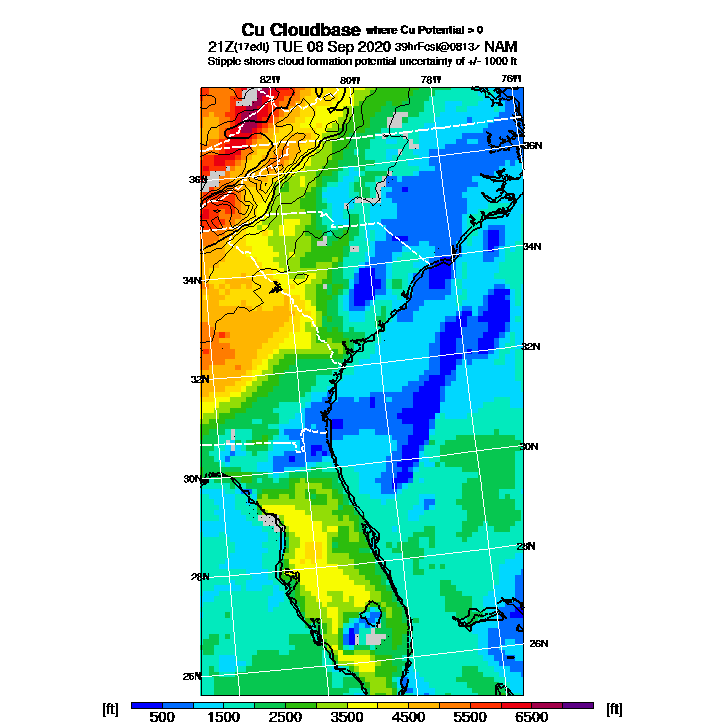 Cu Cloudbase where Cu Potential > 0
21Z(17edt) TUE 08 Sep 2020 39hrFcst@0813z NAM
Stipple shows cloud formation potential uncertainty of +/- 1000 ft
82W 80W 78W 76W
36N
36N
34N
34N
32N
32N
30N
30N
28N
28N
26N
26N
[ft] 500 1500 2500 3500 4500 5500 6500 [ft]